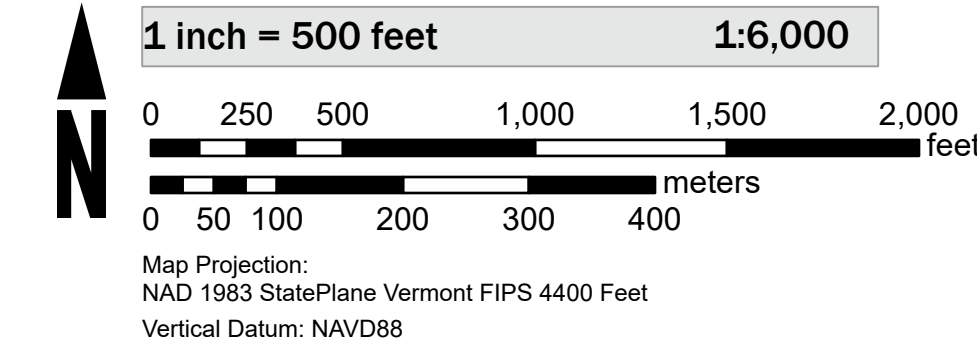 1 inch = 500 feet 1:6,000
0 250 500 1,000 1,500 2,000
feet
meters
0 50 100 200 300 400
N
Map Projection:
NAD 1983 StatePlane Vermont FIPS 4400 Feet
Vertical Datum: NAVD88